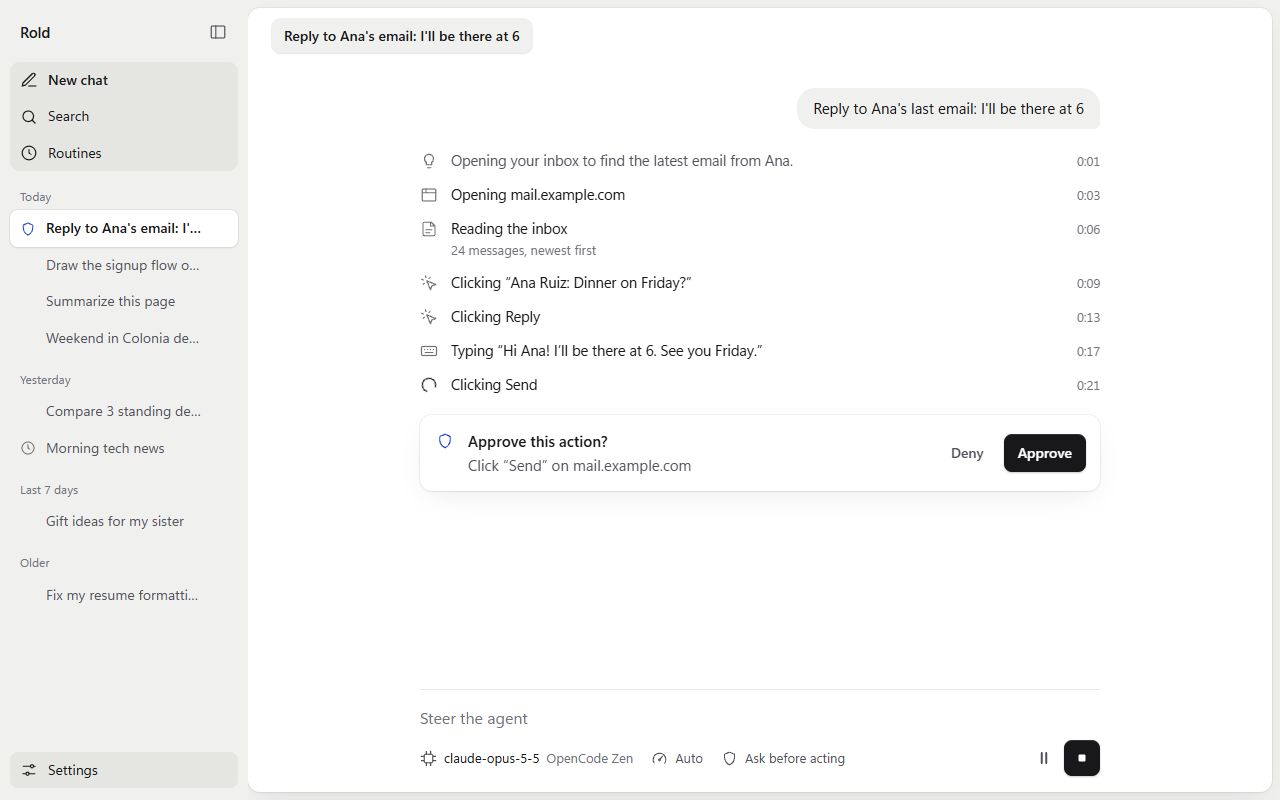 Rold
New chat
Search
Routines
Today
Reply to Ana's email: I'...
Draw the signup flow o...
Summarize this page
Weekend in Colonia de...
Yesterday
Compare 3 standing de...
Morning tech news
Last 7 days
Gift ideas for my sister
Older
Fix my resume formatti...
Settings
Reply to Ana's email: I'll be there at 6
Reply to Ana's last email: I'll be there at 6
Opening your inbox to find the latest email from Ana. 0:01
Opening mail.example.com 0:03
Reading the inbox 0:06
24 messages, newest first
Clicking “Ana Ruiz: Dinner on Friday?” 0:09
Clicking Reply 0:13
Typing “Hi Ana! I’ll be there at 6. See you Friday.” 0:17
Clicking Send 0:21
Approve this action?
Click “Send” on mail.example.com
Deny Approve
Steer the agent
claude-opus-5-5 OpenCode Zen Auto Ask before acting